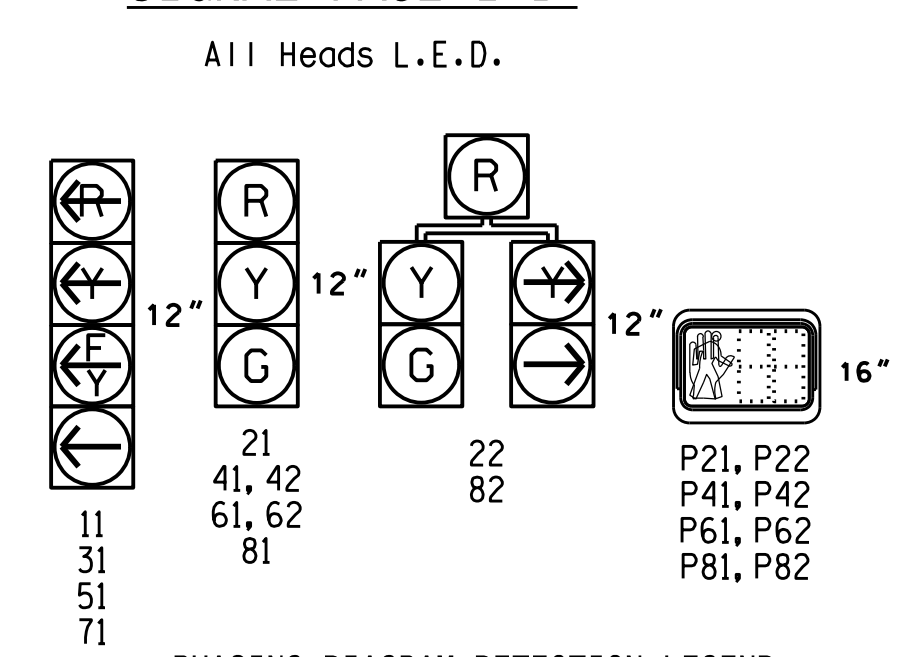 All Heads L.E.D.
R
Y
F
Y
12"
11
31
51
71
R
Y
G
12"
21
41, 42
61, 62
81
R
Y
G
Y
12"
22
82
16"
P21, P22
P41, P42
P61, P62
P81, P82